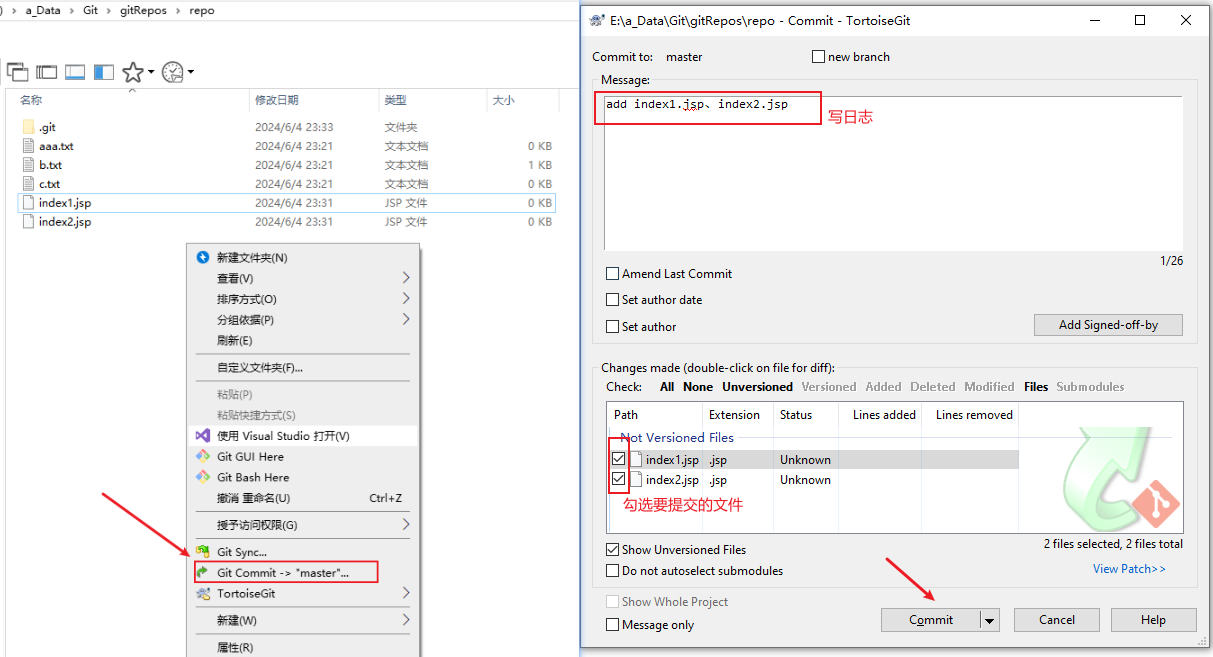 a_Data > Git > gitRepos > repo
名称 修改日期 类型 大小
.git 2024/6/4 23:33 文件夹
aaa.txt 2024/6/4 23:21 文本文档 0 KB
b.txt 2024/6/4 23:21 文本文档 1 KB
c.txt 2024/6/4 23:21 文本文档 0 KB
index1.jsp 2024/6/4 23:31 JSP 文件 0 KB
index2.jsp 2024/6/4 23:31 JSP 文件 0 KB
新建文件夹(N)
查看(V)
排序方式(O)
分组依据(P)
刷新(E)
自定义文件夹(F)...
粘贴(P)
粘贴快捷方式(S)
使用 Visual Studio 打开(V)
Git GUI Here
Git Bash Here
撤消 重命名(U) Ctrl+Z
授予访问权限(G)
Git Sync...
Git Commit -> "master"...
TortoiseGit
新建(W)
属性(R)
E:\a_Data\Git\gitRepos\repo - Commit - TortoiseGit
Commit to: master new branch
Message:
add index1.jsp、index2.jsp
写日志
1/26
Amend Last Commit
Set author date
Set author
Add Signed-off-by
Changes made (double-click on file for diff):
Check: All None Unversioned Versioned Added Deleted Modified Files Submodules
Path Extension Status Lines added Lines removed
Not Versioned Files
index1.jsp .jsp Unknown
index2.jsp .jsp Unknown
勾选要提交的文件
Show Unversioned Files
2 files selected, 2 files total
Do not autoselect submodules
View Patch>>
Show Whole Project
Message only
Commit Cancel Help